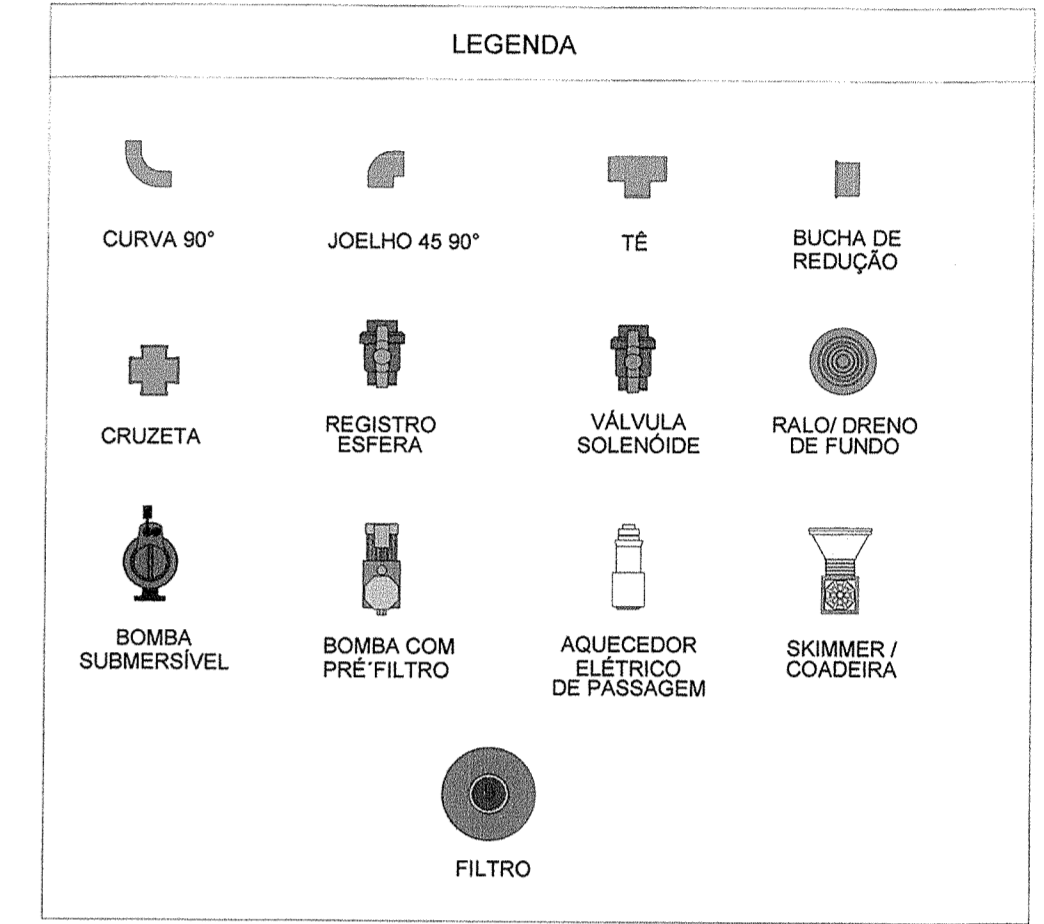 LEGENDA
CURVA 90°
JOELHO 45 90°
TÊ
BUCHA DE
REDUÇÃO
CRUZETA
REGISTRO
ESFERA
VÁLVULA
SOLENÓIDE
RALO/ DRENO
DE FUNDO
BOMBA
SUBMERSÍVEL
BOMBA COM
PRÉ´FILTRO
AQUECEDOR
ELÉTRICO
DE PASSAGEM
SKIMMER /
COADEIRA
FILTRO